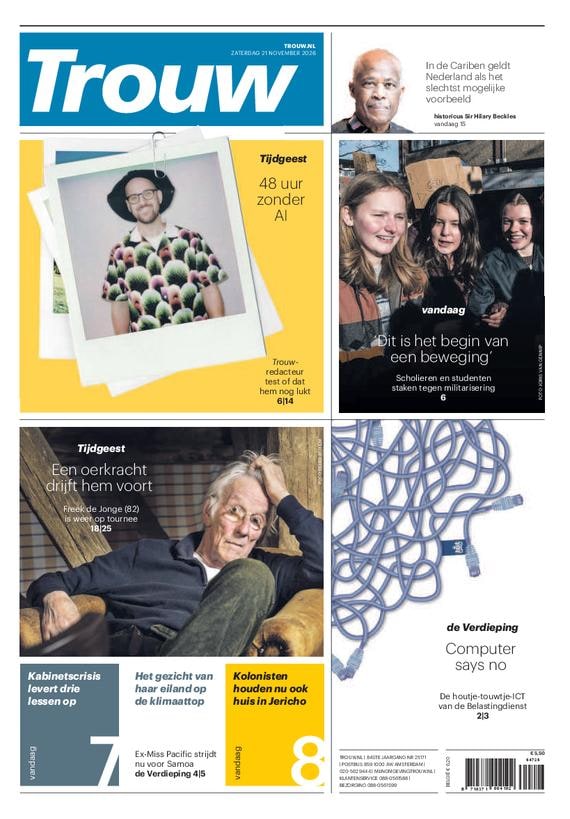 TROUW.NL
ZATERDAG 21 NOVEMBER 2026
Trouw
In de Cariben geldt
Nederland als het
slechtst mogelijke
voorbeeld
historicus Sir Hilary Beckles
vandaag 15
Tijdgeest
48 uur
zonder
AI
Trouw-
redacteur
test of dat
hem nog lukt
6|14
vandaag
'Dit is het begin van
een beweging'
Scholieren en studenten
staken tegen militarisering
6
Tijdgeest
Een oerkracht
drijft hem voort
Freek de Jonge (82)
is weer op tournee
18|25
de Verdieping
Computer
says no
De houtje-touwtje-ICT
van de Belastingdienst
2|3
Kabinetscrisis
levert drie
lessen op
vandaag
7
Het gezicht van
haar eiland op
de klimaattop
Ex-Miss Pacific strijdt
nu voor Samoa
de Verdieping 4|5
Kolonisten
houden nu ook
huis in Jericho
vandaag
8
€ 5,50